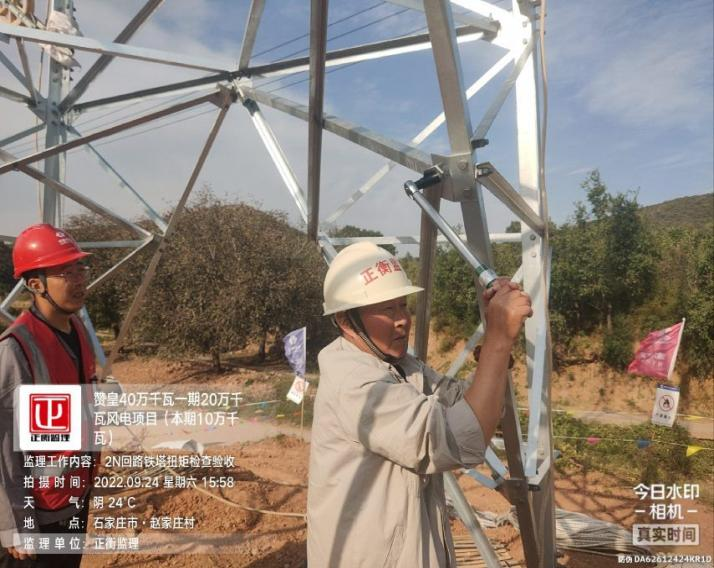 正衡监
正衡监理
赞皇40万千瓦一期20万千
瓦风电项目（本期10万千
瓦）
监理工作内容：2N回路铁塔扭矩检查验收
拍摄时间：2022.09.24 星期六 15:58
天 气：阴 24℃
地 点：石家庄市·赵家庄村
监理单位：正衡监理
今日水印
相机
真实时间
防伪 DA62612424KR1D